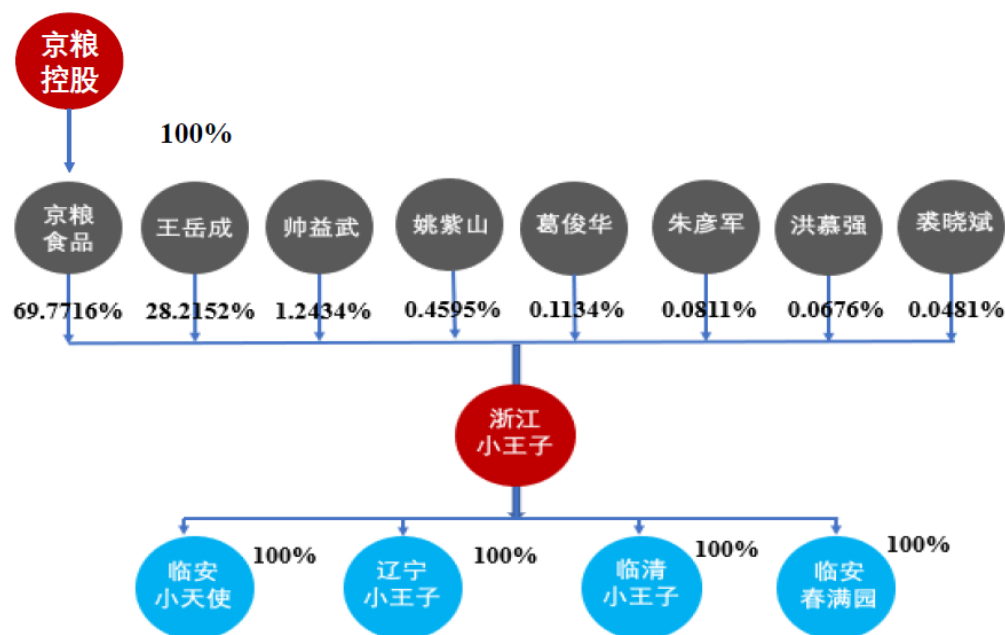 京粮
控股
100%
京粮
食品
王岳成
帅益武
姚紫山
葛俊华
朱彦军
洪慕强
裘晓斌
69.7716%
28.2152%
1.2434%
0.4595%
0.1134%
0.0811%
0.0676%
0.0481%
浙江
小王子
临安
小天使
100%
辽宁
小王子
100%
临清
小王子
100%
临安
春满园
100%